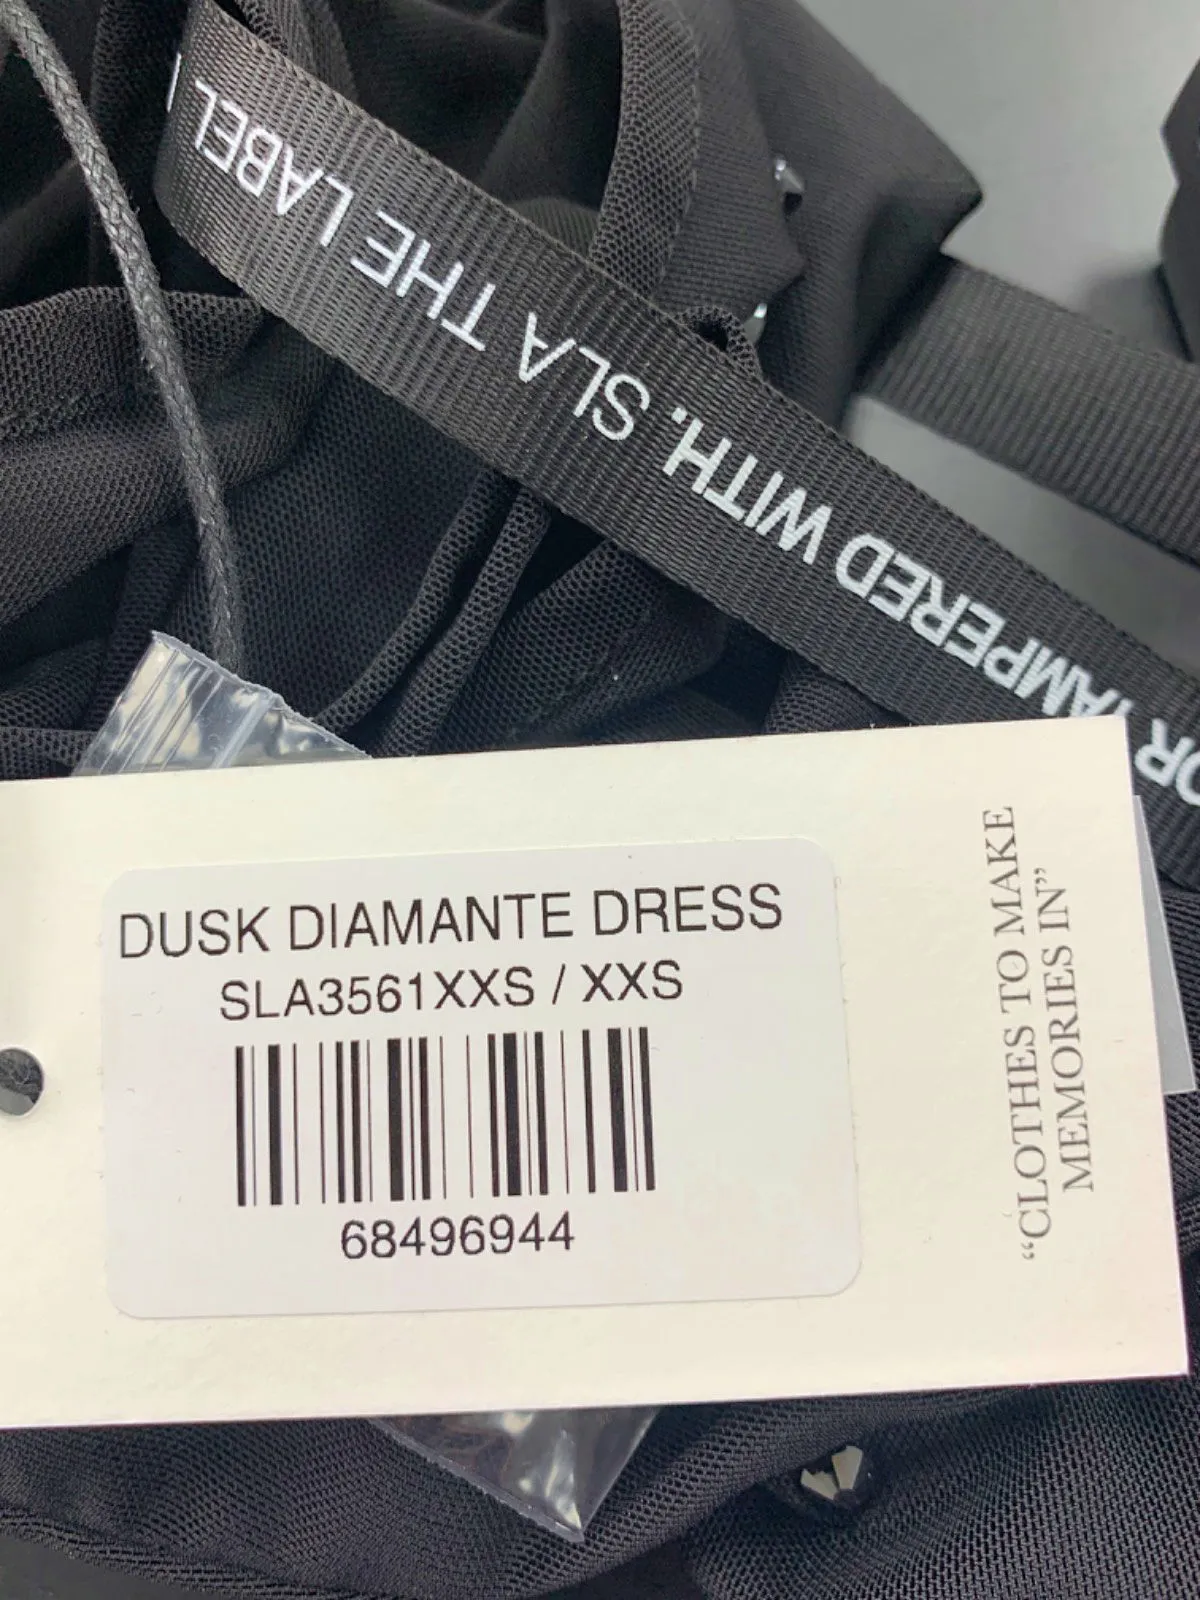 OR TAMPERED WITH. SLA THE LABEL
DUSK DIAMANTE DRESS
SLA3561XXS / XXS
68496944
“CLOTHES TO MAKE
MEMORIES IN”